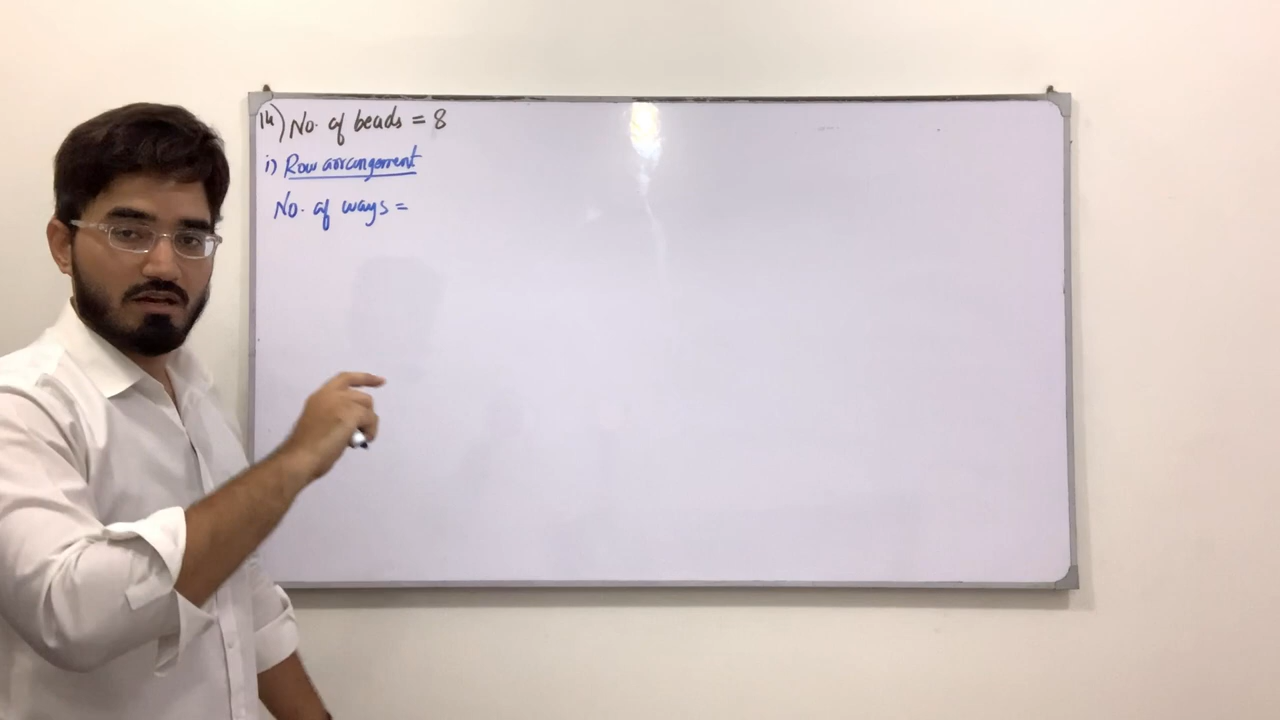 14) No. of beads = 8
i) Row arrangement
No. of ways =